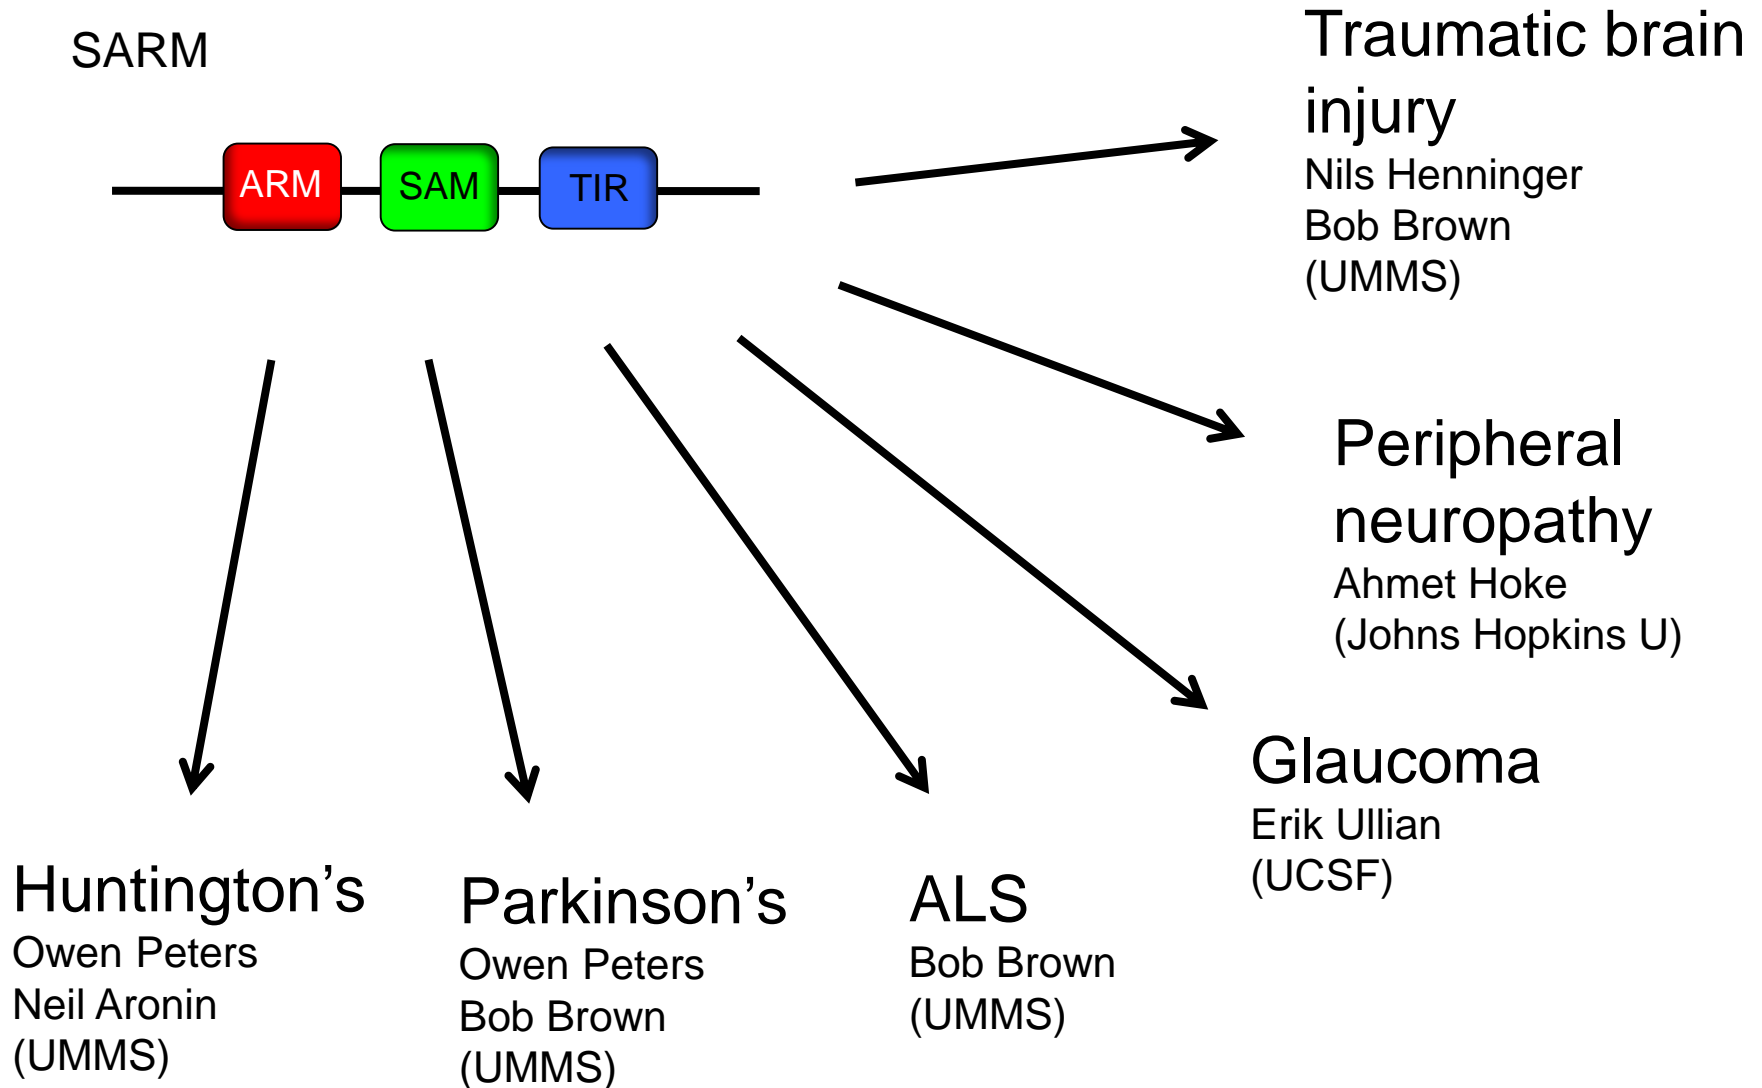 SARM
ARM
SAM
TIR
Traumatic brain
injury
Nils Henninger
Bob Brown
(UMMS)
Peripheral
neuropathy
Ahmet Hoke
(Johns Hopkins U)
Glaucoma
Erik Ullian
(UCSF)
Huntington’s
Owen Peters
Neil Aronin
(UMMS)
Parkinson’s
Owen Peters
Bob Brown
(UMMS)
ALS
Bob Brown
(UMMS)